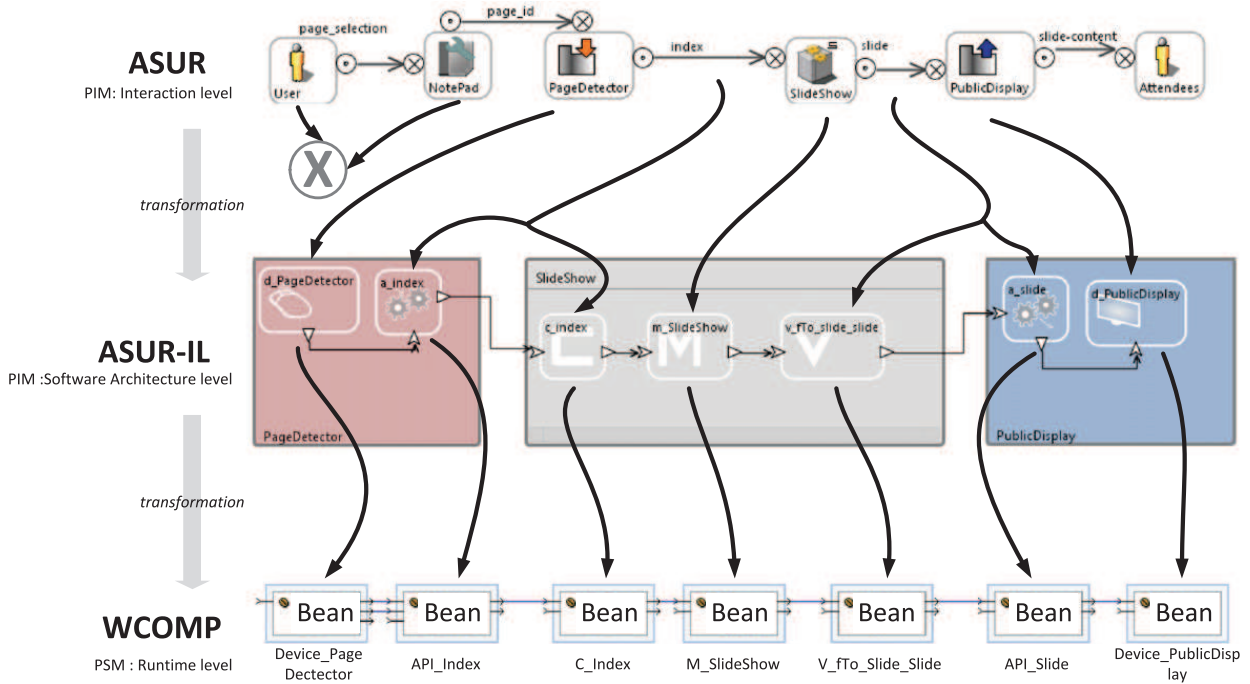 ASUR
PIM: Interaction level
page_selection
page_id
index
slide
slide-content
User
NotePad
PageDetector
S
SlideShow
PublicDisplay
Attendees
X
transformation
ASUR-IL
PIM :Software Architecture level
d_PageDetector
a_index
PageDetector
SlideShow
c_index
C
m_SlideShow
M
v_fTo_slide_slide
V
a_slide
d_PublicDisplay
PublicDisplay
transformation
WCOMP
PSM : Runtime level
Bean
Bean
Bean
Bean
Bean
Bean
Bean
Device_Page
Dectector
API_Index
C_Index
M_SlideShow
V_fTo_Slide_Slide
API_Slide
Device_PublicDisp
lay